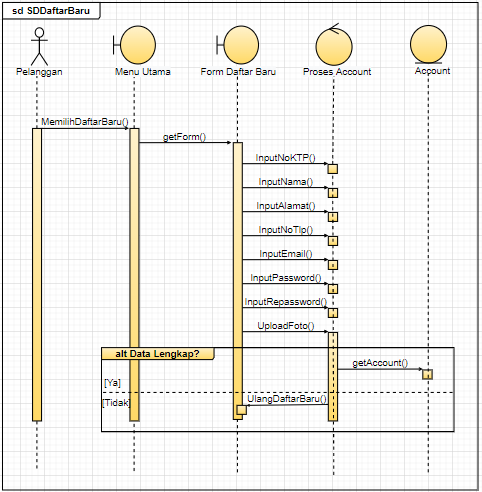 sd SDDaftarBaru
Pelanggan
Menu Utama
Form Daftar Baru
Proses Account
Account
MemilihDaftarBaru()
getForm()
InputNoKTP()
InputNama()
InputAlamat()
InputNoTlp()
InputEmail()
InputPassword()
InputRepassword()
UploadFoto()
alt Data Lengkap?
getAccount()
[Ya]
UlangDaftarBaru()
[Tidak]